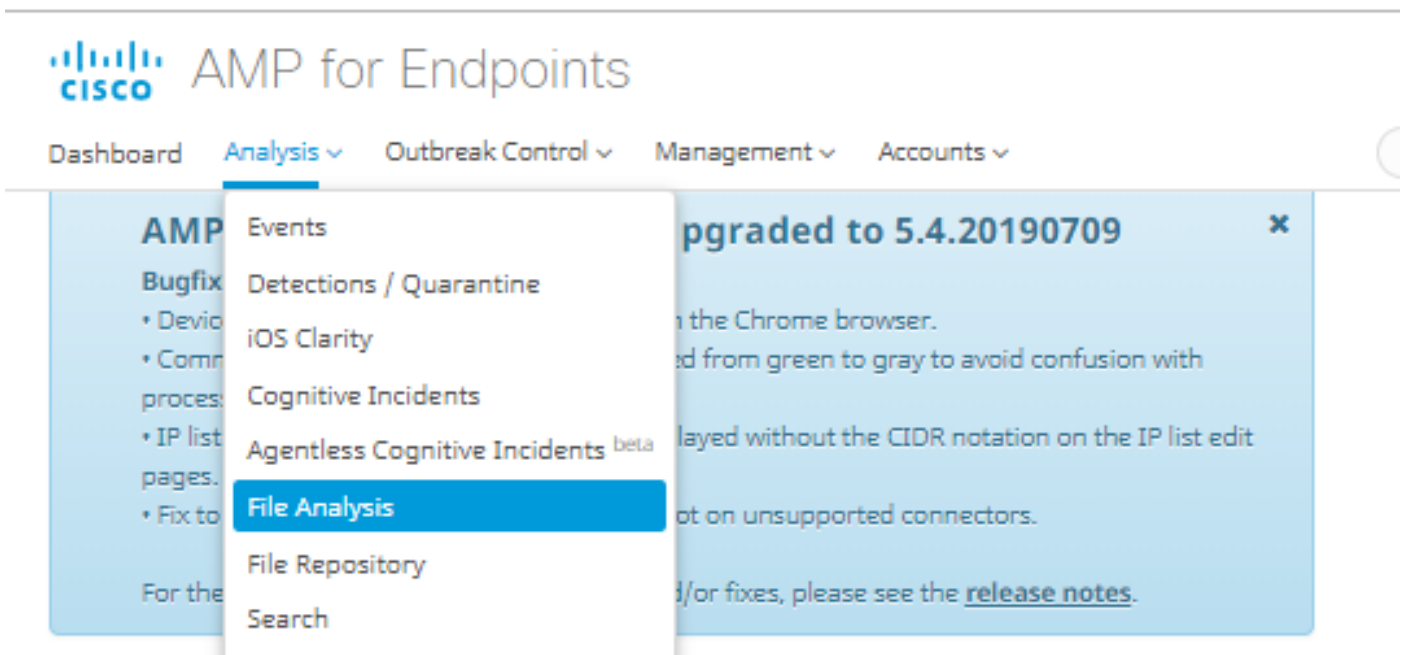 CISCO AMP for Endpoints
Dashboard Analysis Outbreak Control Management Accounts
AMP pgraded to 5.4.20190709 ×
Events
Bugfix
Detections / Quarantine
• Devic n the Chrome browser.
iOS Clarity
• Comm ed from green to gray to avoid confusion with
process
Cognitive Incidents
• IP list layed without the CIDR notation on the IP list edit
Agentless Cognitive Incidents beta
pages.
File Analysis
• Fix to ot on unsupported connectors.
File Repository
For the d/or fixes, please see the release notes.
Search